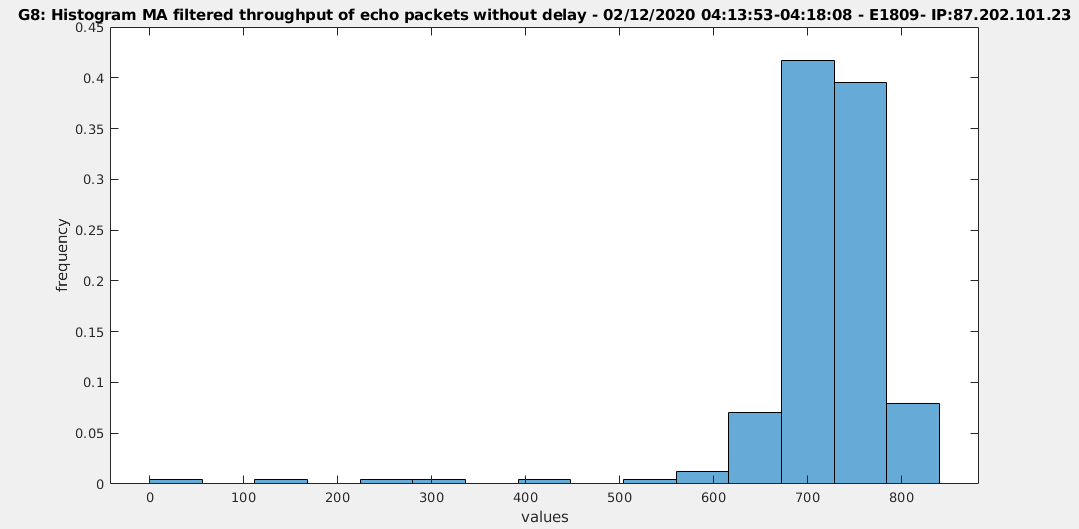 G8: Histogram MA filtered throughput of echo packets without delay - 02/12/2020 04:13:53-04:18:08 - E1809- IP:87.202.101.23
0.45
0.4
0.35
0.3
0.25
0.2
0.15
0.1
0.05
0
frequency
0 100 200 300 400 500 600 700 800
values